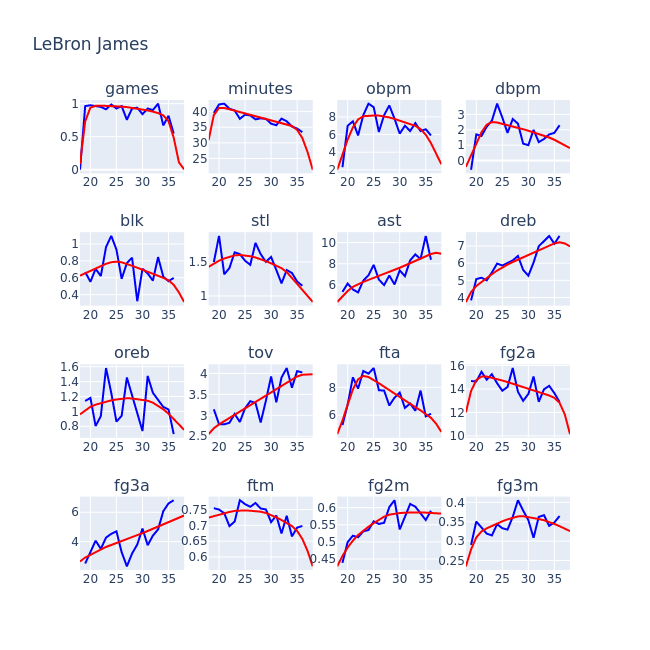 LeBron James
games minutes obpm dbpm
1 0.5 0
40 35 30 25
8 6 4 2
3 2 1 0
20 25 30 35 20 25 30 35 20 25 30 35 20 25 30 35
blk stl ast dreb
1 0.8 0.6 0.4
1.5 1
10 8 6
7 6 5 4
20 25 30 35 20 25 30 35 20 25 30 35 20 25 30 35
oreb tov fta fg2a
1.6 1.4 1.2 1 0.8
4 3.5 3 2.5
8 6
16 14 12 10
20 25 30 35 20 25 30 35 20 25 30 35 20 25 30 35
fg3a ftm fg2m fg3m
6 4
0.75 0.7 0.65 0.6
0.6 0.55 0.5 0.45
0.4 0.35 0.3 0.25
20 25 30 35 20 25 30 35 20 25 30 35 20 25 30 35